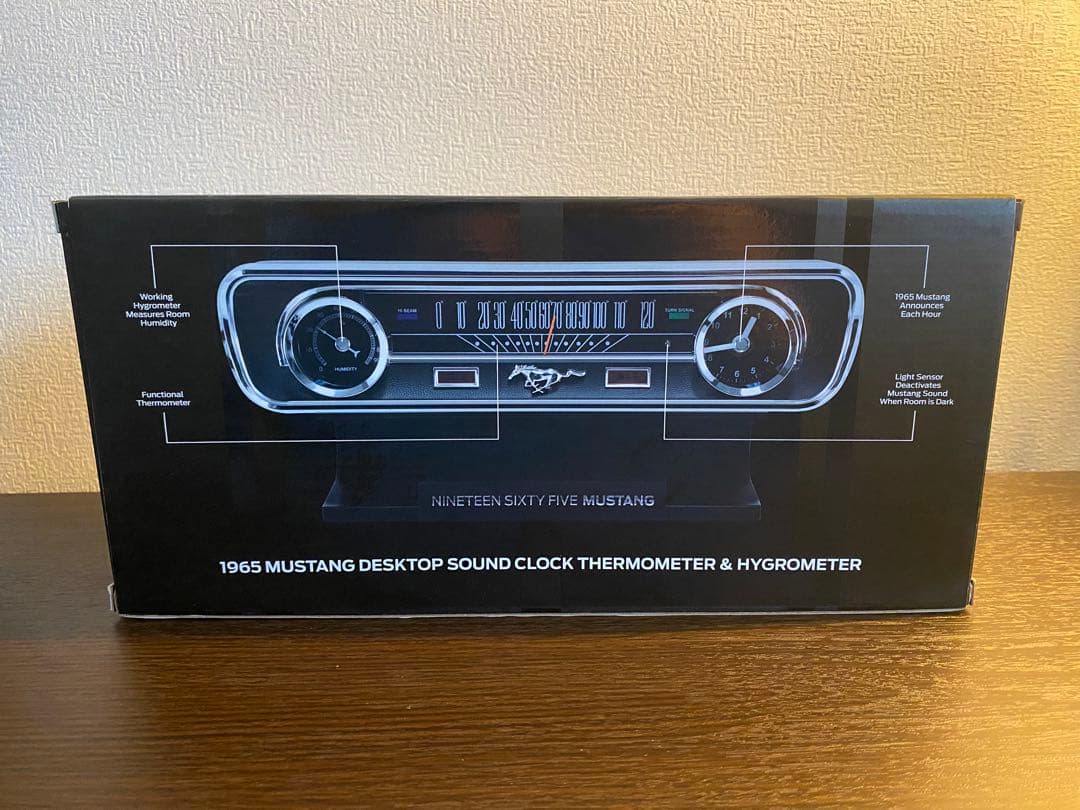 Working
Hygrometer
Measures Room
Humidity
1965 Mustang
Announces
Each Hour
HI BEAM
0 10 20 30 40 50 60 70 80 90 100 110 120
TURN SIGNAL
HUMIDITY
Functional
Thermometer
Light Sensor
Deactivates
Mustang Sound
When Room is Dark
NINETEEN SIXTY FIVE MUSTANG
1965 MUSTANG DESKTOP SOUND CLOCK THERMOMETER & HYGROMETER